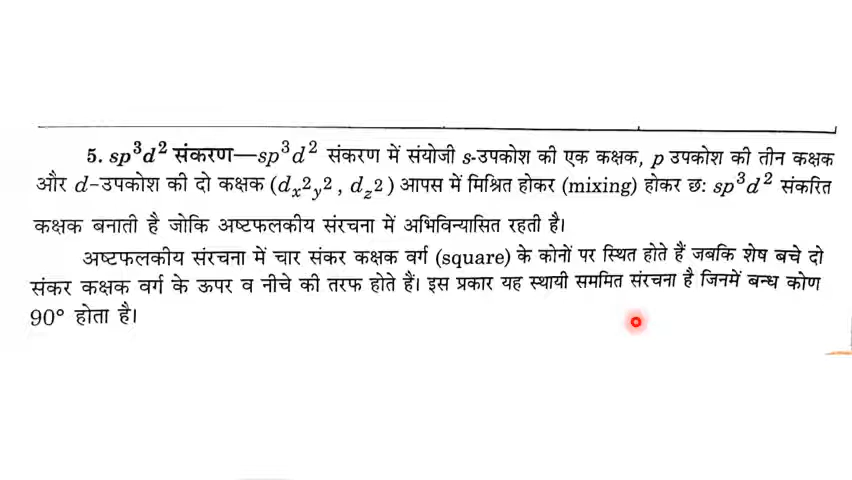 5. sp³d² संकरण—sp³d² संकरण में संयोजी s-उपकोश की एक कक्षक, p उपकोश की तीन कक्षक
और d-उपकोश की दो कक्षक (dx²y², dz²) आपस में मिश्रित होकर (mixing) होकर छः sp³d² संकरित
कक्षक बनाती है जोकि अष्टफलकीय संरचना में अभिविन्यासित रहती है।
अष्टफलकीय संरचना में चार संकर कक्षक वर्ग (square) के कोनों पर स्थित होते हैं जबकि शेष बचे दो
संकर कक्षक वर्ग के ऊपर व नीचे की तरफ होते हैं। इस प्रकार यह स्थायी सममित संरचना है जिनमें बन्ध कोण
90° होता है।